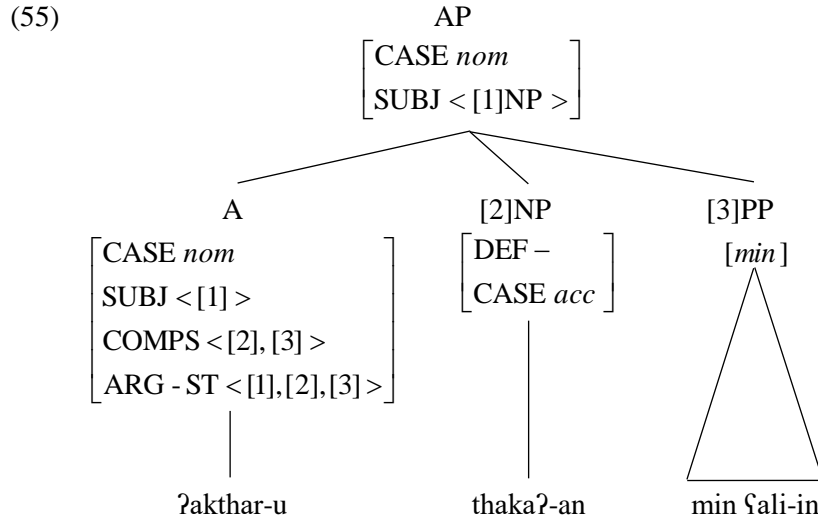 (55) AP
[CASE nom
SUBJ < [1]NP >]
A [2]NP [3]PP
[CASE nom
SUBJ < [1] >
COMPS < [2], [3] >
ARG - ST < [1], [2], [3] >]
[DEF –
CASE acc]
[min]
ʔakthar-u thakaʔ-an min ʕali-in